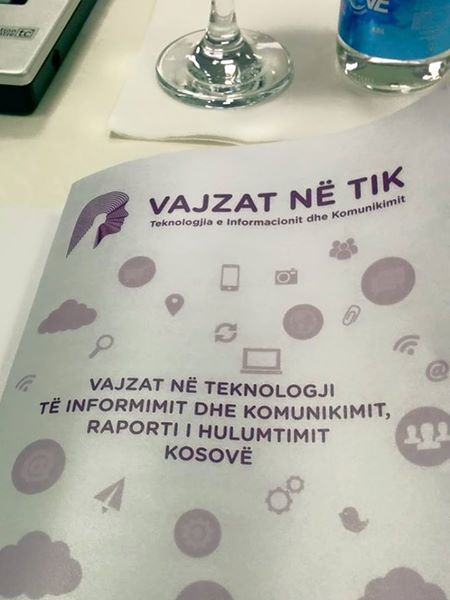 VAJZAT NË TIK
Teknologjia e Informacionit dhe Komunikimit
VAJZAT NË TEKNOLOGJI
TË INFORMIMIT DHE KOMUNIKIMIT,
RAPORTI I HULUMTIMIT
KOSOVË